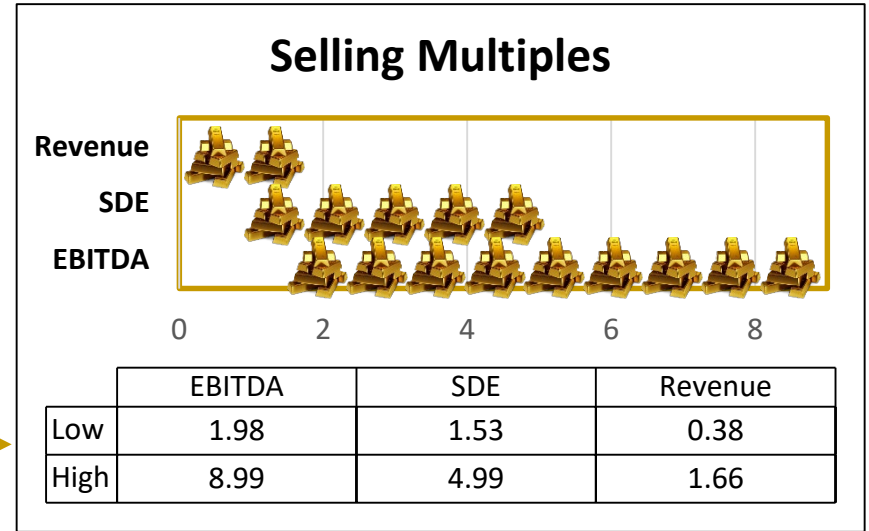 Selling Multiples
Revenue
SDE
EBITDA
0 2 4 6 8
EBITDA SDE Revenue
Low 1.98 1.53 0.38
High 8.99 4.99 1.66